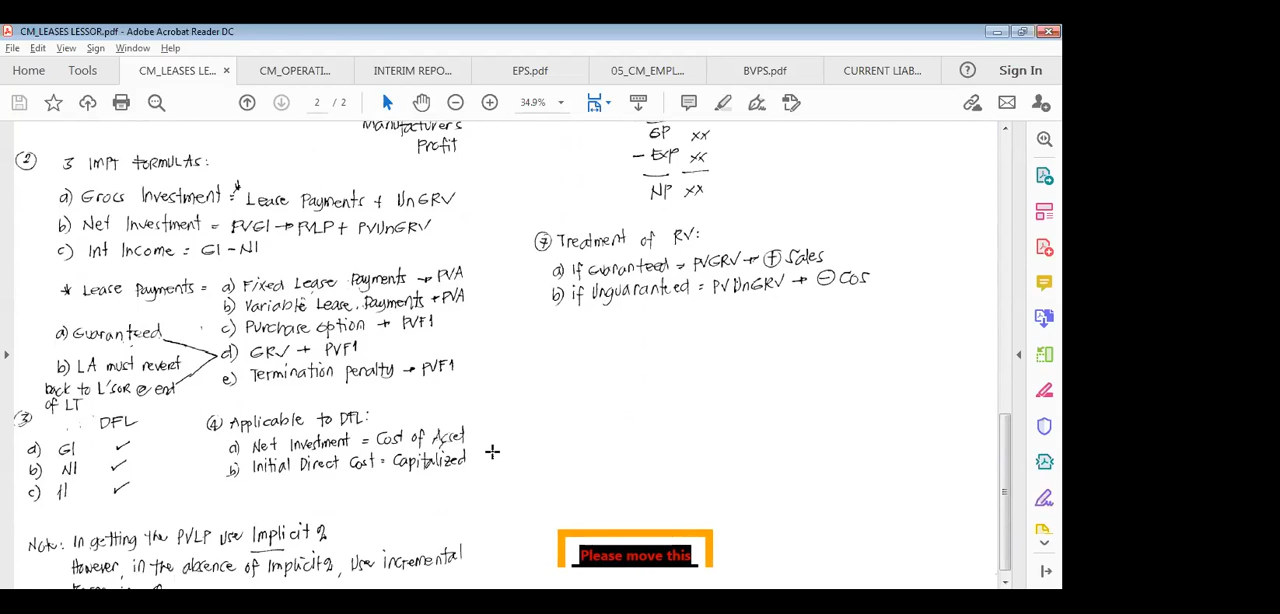 CM_LEASES LESSOR.pdf - Adobe Acrobat Reader DC
File Edit View Sign Window Help
Home Tools CM_LEASES LE... × CM_OPERATI... INTERIM REPO... EPS.pdf 05_CM_EMPL... BVPS.pdf CURRENT LIAB... Sign In
2 / 2 34.9%
Manufacturer's
Profit
GP xx
- EXP xx
NP xx
② 3 IMPT FORMULAS:
a) Gross Investment =* Lease Payments + UnGRV
b) Net Investment = PVGI → PVLP + PVUnGRV
c) Int Income = GI - NI
* Lease Payments = a) Fixed Lease Payments → PVA
b) Variable Lease Payments → PVA
c) Purchase option → PVF1
d) GRV → PVF1
e) Termination penalty → PVF1
a) Guaranteed
b) LA must revert
back to L'SOR @ end
of LT
③ DFL
a) GI ✓
b) NI ✓
c) II ✓
④ Applicable to DFL:
a) Net Investment = Cost of Asset
b) Initial Direct Cost = Capitalized
Note: In getting the PVLP use Implicit
However, in the absence of Implicit, use incremental
⑦ Treatment of RV:
a) if Guaranteed = PVGRV → ⊕ Sales
b) if Unguaranteed = PVUnGRV → ⊖ COS
Please move this